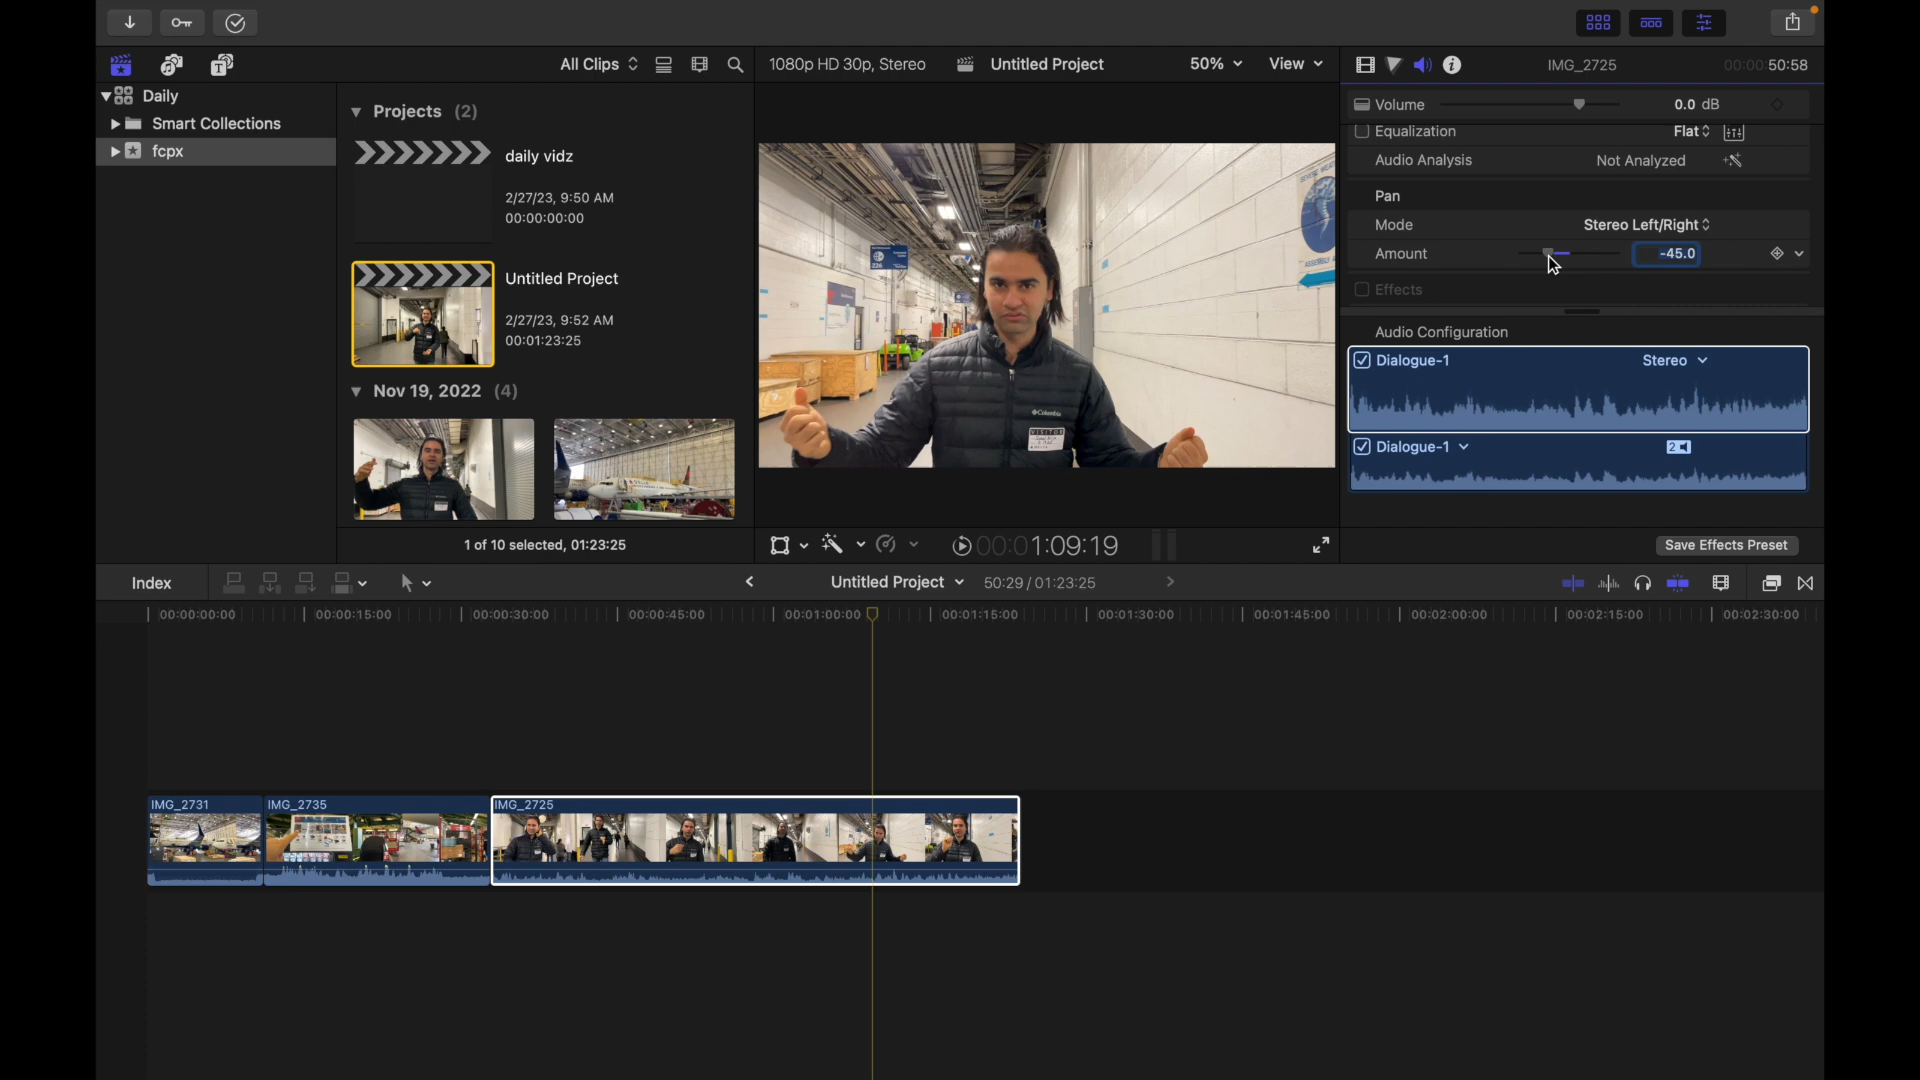 All Clips
1080p HD 30p, Stereo
Untitled Project
50%
View
IMG_2725
00:00 50:58
Daily
Smart Collections
fcpx
Projects (2)
daily vidz
2/27/23, 9:50 AM
00:00:00:00
Untitled Project
2/27/23, 9:52 AM
00:01:23:25
Nov 19, 2022 (4)
1 of 10 selected, 01:23:25
Columbia
VISITOR
226
Volume
0.0 dB
Equalization
Flat
Audio Analysis
Not Analyzed
Pan
Mode
Stereo Left/Right
Amount
-45.0
Effects
Audio Configuration
Dialogue-1
Stereo
Dialogue-1
2
Save Effects Preset
00:01:09:19
Index
Untitled Project
50:29 / 01:23:25
00:00:00:00
00:00:15:00
00:00:30:00
00:00:45:00
00:01:00:00
00:01:15:00
00:01:30:00
00:01:45:00
00:02:00:00
00:02:15:00
00:02:30:00
IMG_2731
IMG_2735
IMG_2725